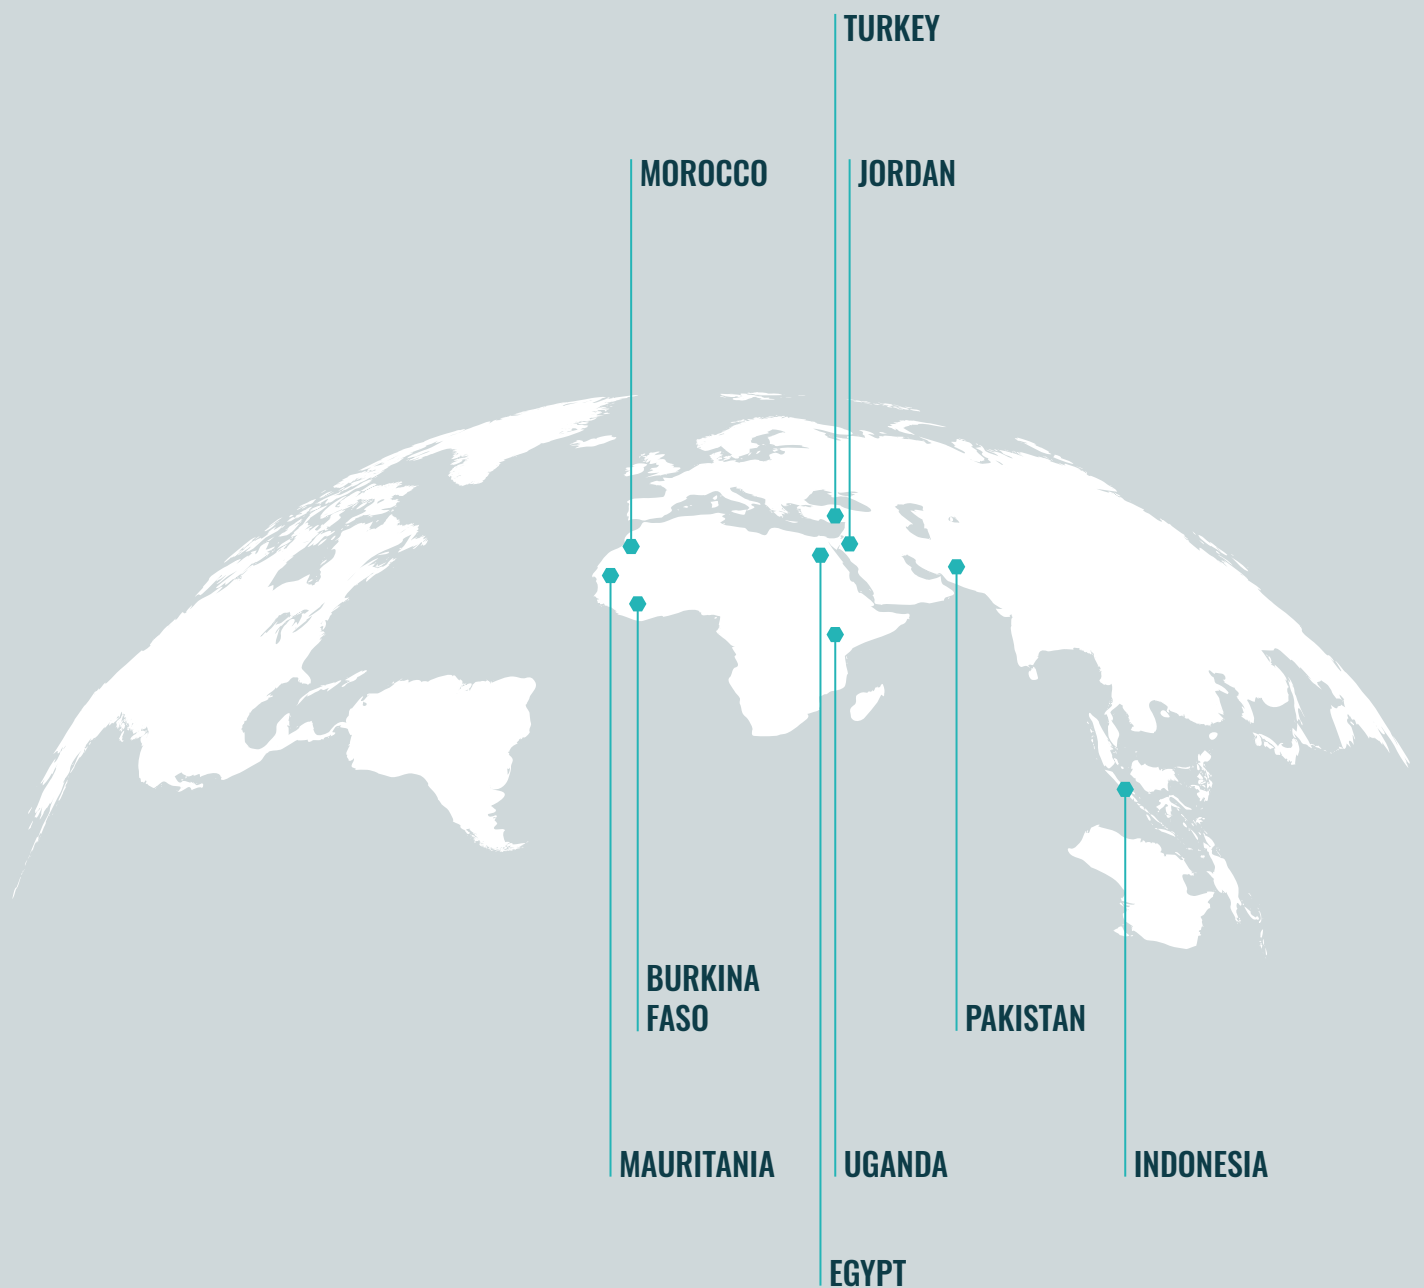 TURKEY
MOROCCO
JORDAN
BURKINA
FASO
PAKISTAN
MAURITANIA
UGANDA
INDONESIA
EGYPT